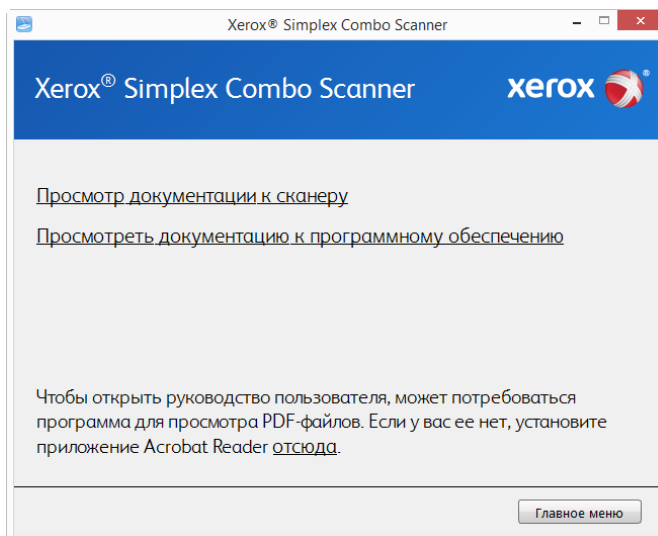 Xerox® Simplex Combo Scanner
Xerox® Simplex Combo Scanner
xerox®
Просмотр документации к сканеру
Просмотреть документацию к программному обеспечению
Чтобы открыть руководство пользователя, может потребоваться
программа для просмотра PDF-файлов. Если у вас ее нет, установите
приложение Acrobat Reader отсюда.
Главное меню